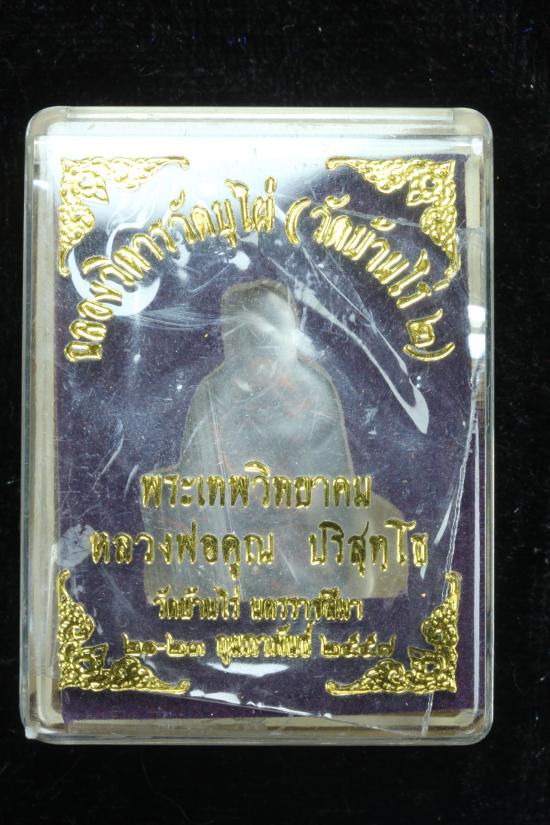 ฉลองวิหารวัดบุไผ่ (วัดบ้านไร่ ๒)
พระเทพวิทยาคม
หลวงพ่อคูณ ปริสุทฺโธ
วัดบ้านไร่ นครราชสีมา
๒๑-๒๓ กุมภาพันธ์ ๒๕๕๗